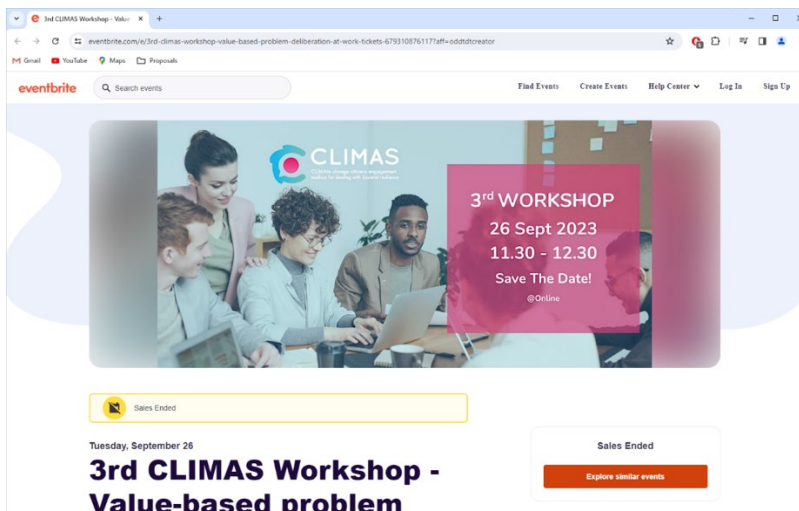 3rd CLIMAS Workshop - Value
eventbrite.com/e/3rd-climas-workshop-value-based-problem-deliberation-at-work-tickets-679310876117?aff=oddtdtcreator
Gmail YouTube Maps Proposals
eventbrite Search events Find Events Create Events Help Center Log In Sign Up
CLIMAS
3rd WORKSHOP
26 Sept 2023
11.30 - 12.30
Save The Date!
@Online
Sales Ended
Tuesday, September 26
3rd CLIMAS Workshop -
Value-based problem
Sales Ended
Explore similar events